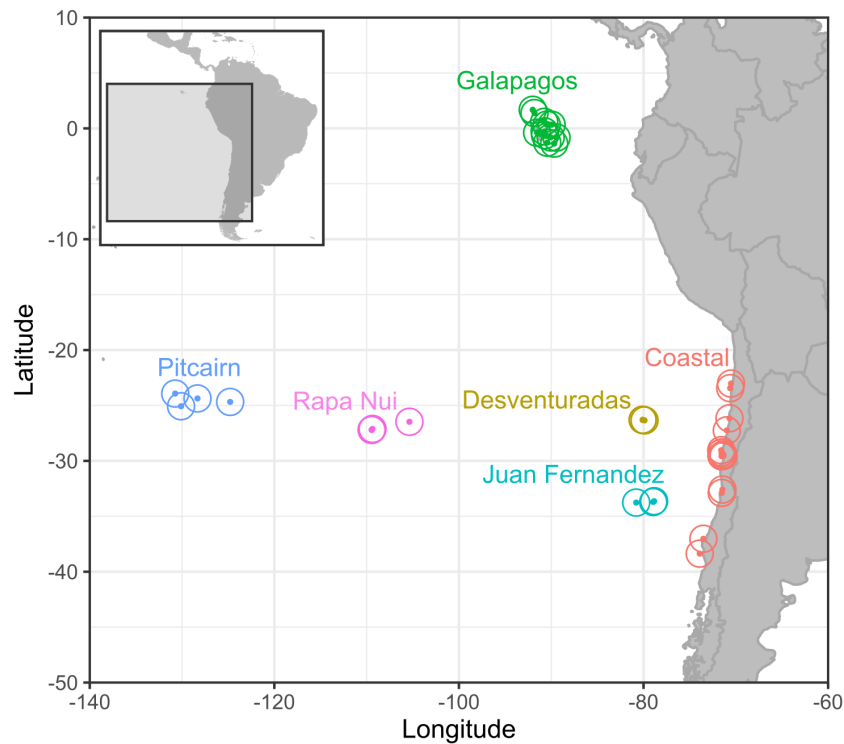 10
Galapagos
0
-10
Latitude
-20
Coastal
Pitcairn
Rapa Nui
Desventuradas
-30
Juan Fernandez
-40
-50
-140 -120 -100 -80 -60
Longitude